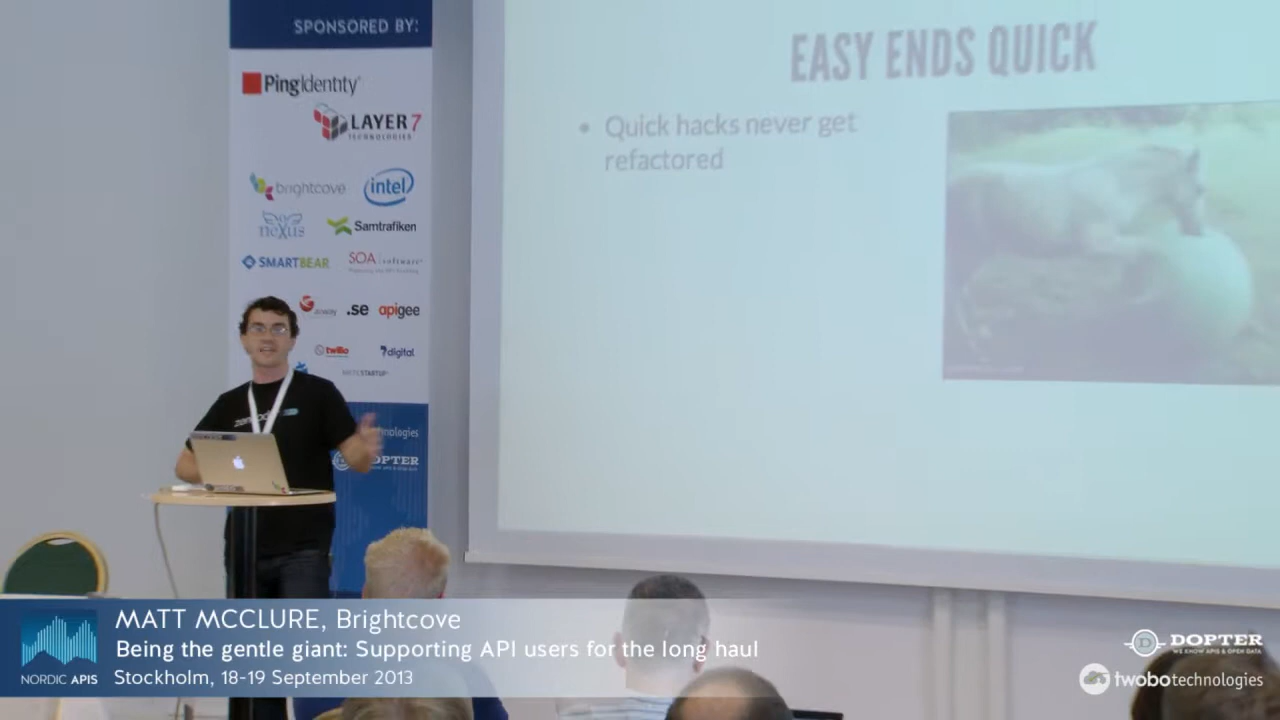 SPONSORED BY:
PingIdentity
LAYER 7
TECHNOLOGIES
brightcove
intel
neXus
Samtrafiken
SMARTBEAR
SOA software
.se
apigee
twilio
digital
EASY ENDS QUICK
• Quick hacks never get
refactored
MATT MCCLURE, Brightcove
Being the gentle giant: Supporting API users for the long haul
Stockholm, 18-19 September 2013
NORDIC APIS
DOPTER
WE KNOW APIS & OPEN DATA
twobotechnologies